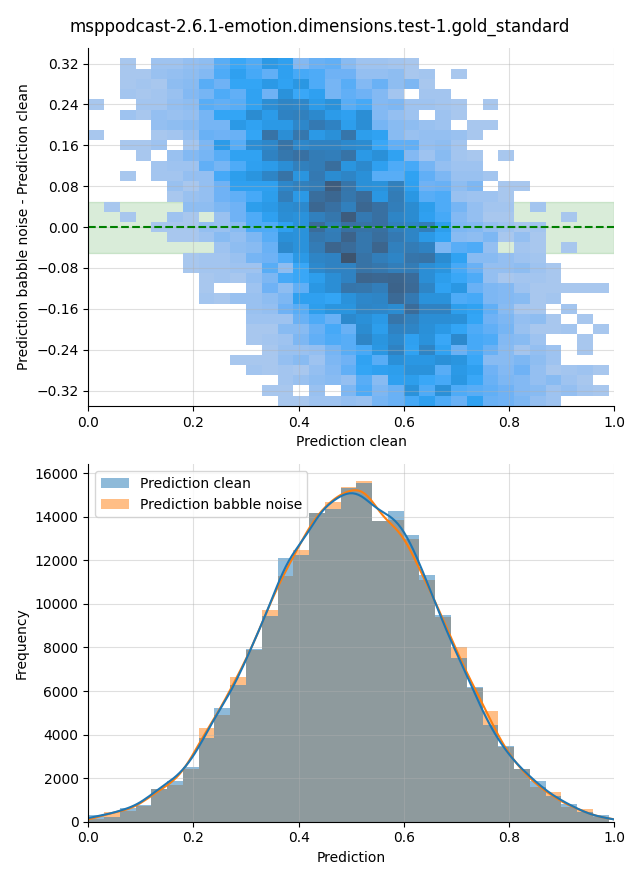 msppodcast-2.6.1-emotion.dimensions.test-1.gold_standard
Prediction babble noise - Prediction clean
0.32
0.24
0.16
0.08
0.00
−0.08
−0.16
−0.24
−0.32
0.0 0.2 0.4 0.6 0.8 1.0
Prediction clean
Frequency
16000
14000
12000
10000
8000
6000
4000
2000
0
Prediction clean
Prediction babble noise
0.0 0.2 0.4 0.6 0.8 1.0
Prediction